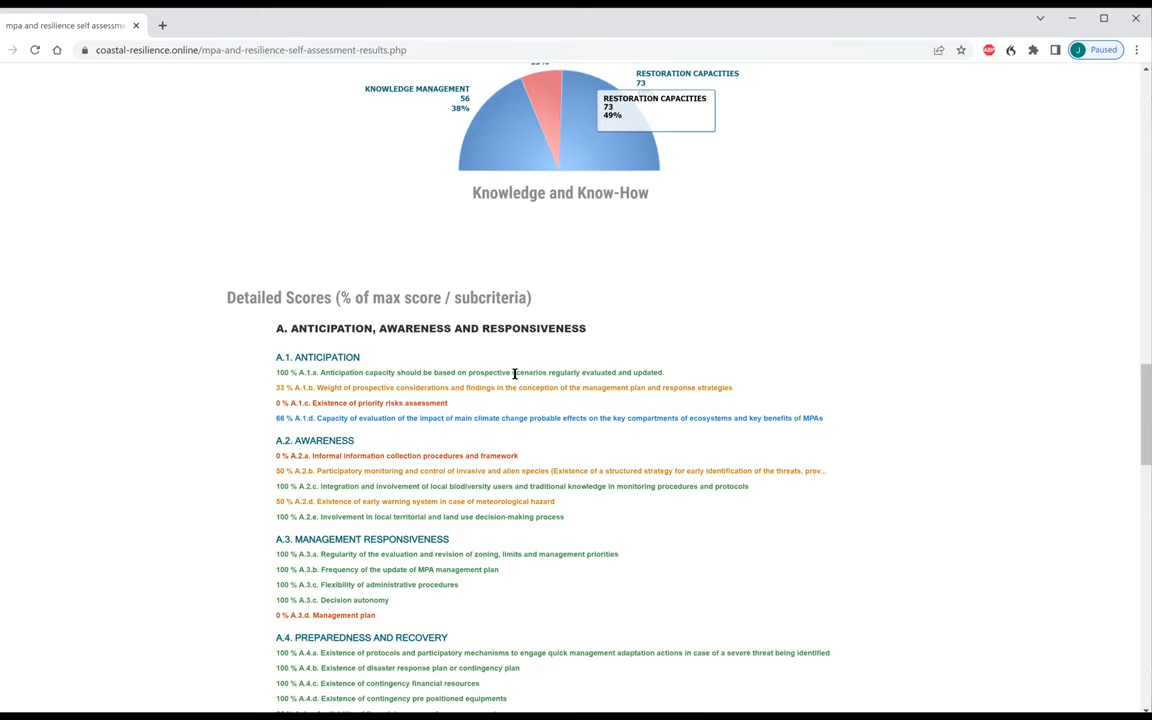 mpa and resilience self assessm
coastal-resilience.online/mpa-and-resilience-self-assessment-results.php
ABP
J
Paused
RESTORATION CAPACITIES
73
KNOWLEDGE MANAGEMENT
56
38%
RESTORATION CAPACITIES
73
49%
Knowledge and Know-How
Detailed Scores (% of max score / subcriteria)
A. ANTICIPATION, AWARENESS AND RESPONSIVENESS
A.1. ANTICIPATION
100 % A.1.a. Anticipation capacity should be based on prospective scenarios regularly evaluated and updated.
33 % A.1.b. Weight of prospective considerations and findings in the conception of the management plan and response strategies
0 % A.1.c. Existence of priority risks assessment
66 % A.1.d. Capacity of evaluation of the impact of main climate change probable effects on the key compartments of ecosystems and key benefits of MPAs
A.2. AWARENESS
0 % A.2.a. Informal information collection procedures and framework
50 % A.2.b. Participatory monitoring and control of invasive and alien species (Existence of a structured strategy for early identification of the threats, prev...
100 % A.2.c. Integration and involvement of local biodiversity users and traditional knowledge in monitoring procedures and protocols
50 % A.2.d. Existence of early warning system in case of meteorological hazard
100 % A.2.e. Involvement in local territorial and land use decision-making process
A.3. MANAGEMENT RESPONSIVENESS
100 % A.3.a. Regularity of the evaluation and revision of zoning, limits and management priorities
100 % A.3.b. Frequency of the update of MPA management plan
100 % A.3.c. Flexibility of administrative procedures
100 % A.3.c. Decision autonomy
0 % A.3.d. Management plan
A.4. PREPAREDNESS AND RECOVERY
100 % A.4.a. Existence of protocols and participatory mechanisms to engage quick management adaptation actions in case of a severe threat being identified
100 % A.4.b. Existence of disaster response plan or contingency plan
100 % A.4.c. Existence of contingency financial resources
100 % A.4.d. Existence of contingency pre positioned equipments